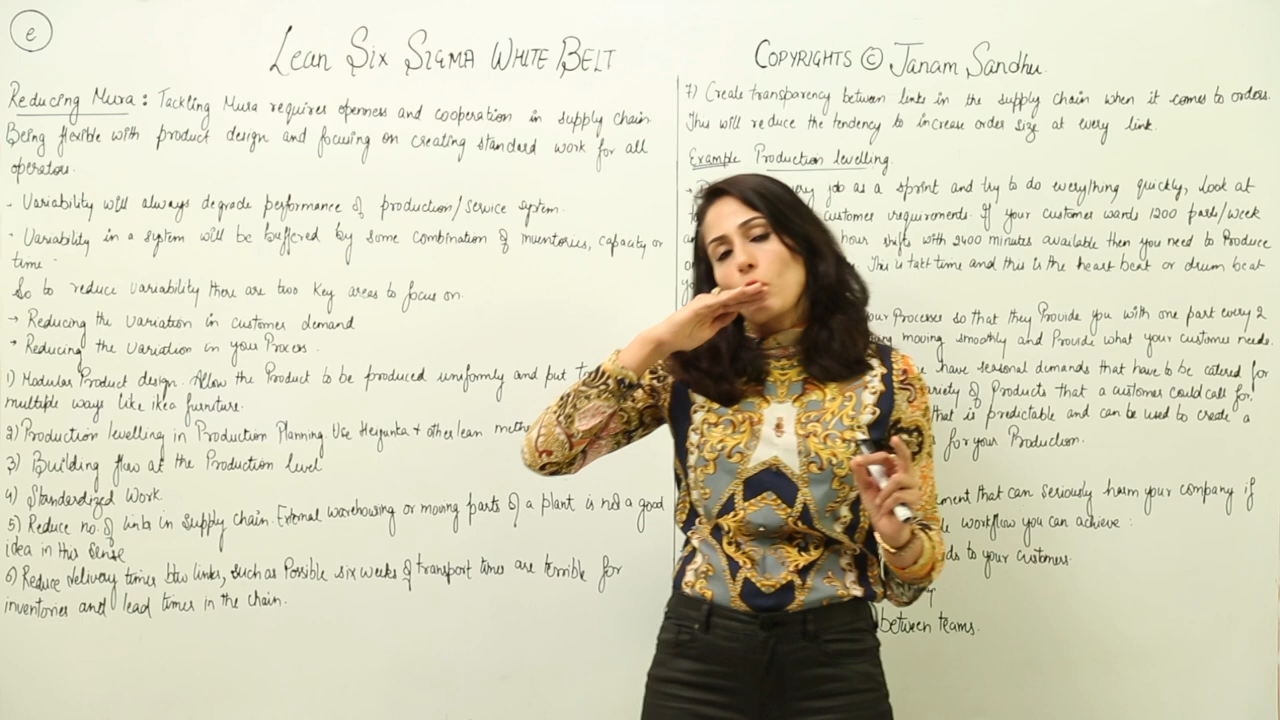 e
Lean Six Sigma White Belt
Copyrights © Janam Sandhu.
Reducing Mura: Tackling Mura requires openness and cooperation in supply chain
Being flexible with product design and focusing on creating standard work for all
operators.
- Variability will always degrade performance of production/service system.
- Variability in a system will be buffered by some combination of inventories, capacity or
time.
So to reduce variability there are two key areas to focus on.
→ Reducing the variation in customer demand
→ Reducing the variation in your Process.
1) Modular Product design. Allow the Product to be produced uniformly and put
multiple ways like ikea furniture.
2) Production levelling in Production Planning. Use Heijunka & other lean
3) Building flow at the Production level
4) Standardized Work.
5) Reduce no. of links in supply chain. External warehousing or moving parts of a plant is not a good
idea in this sense
6) Reduce delivery times btw links, such as Possible six weeks of transport times are terrible for
inventories and lead times in the chain.
7) Create transparency between links in the supply chain when it comes to orders.
This will reduce the tendency to increase order size at every link.
Example Production levelling.
job as a sprint and try to do everything quickly, look at
customer requirements. If your customer wants 1200 parts/week
hour shifts with 2400 minutes available then you need to Produce
This is takt time and this is the heart beat or drum beat
Processes so that they Provide you with one part every 2
moving smoothly and Provide what your customer needs.
have seasonal demands that have to be catered for
of Products that a customer could call for.
that is predictable and can be used to create a
for your Production.
that can seriously harm your company if
workflow you can achieve:
to your customers.
between teams.